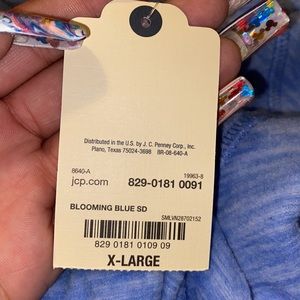 Distributed in the U.S. by J. C. Penney Corp., Inc.
Plano, Texas 75024-3698 BR-08-640-A
8640-A 19963-8
jcp.com 829-0181 0091
BLOOMING BLUE SD
SMLVN28702152
829 0181 0109 09
X-LARGE